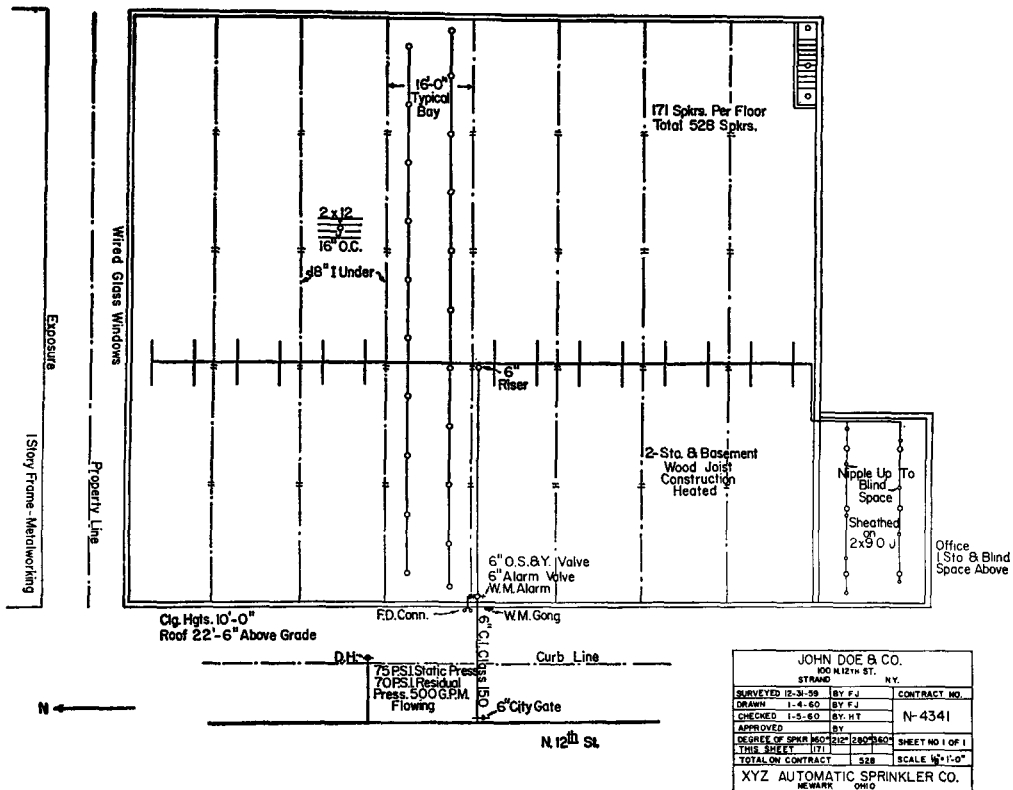 16'-0"
Typical
Bay
171 Spkrs. Per Floor
Total 528 Spkrs.
2 x 12
16" O.C.
18" I Under
Wired Glass Windows
Exposure
1 Story Frame - Metalworking
Property Line
6"
Riser
2-Sto. & Basement
Wood Joist
Construction
Heated
Nipple Up To
Blind
Space
Sheathed
on
2x9 O J
Office
1 Sto & Blind
Space Above
6" O.S.&Y. Valve
6" Alarm Valve
W.M. Alarm
F.D. Conn.
W.M. Gong
Clg. Hgts. 10'-0"
Roof 22'-6" Above Grade
6" C.I. Class 150
D.H.
Curb Line
75 P.S.I. Static Press
70 P.S.I. Residual
Press. 500 G.P.M.
Flowing
6" City Gate
N
N. 12th St.
JOHN DOE & CO.
100 N. 12TH ST.
STRAND N.Y.
SURVEYED 12-31-59 BY F J CONTRACT NO.
DRAWN 1-4-60 BY F J
CHECKED 1-5-60 BY. HT N-4341
APPROVED BY
DEGREE OF SPKR 160° 212° 280° 360° SHEET NO 1 OF 1
THIS SHEET 171
TOTAL ON CONTRACT 528 SCALE 1/8" = 1'-0"
XYZ AUTOMATIC SPRINKLER CO.
NEWARK OHIO